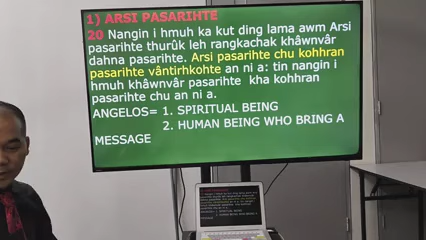 1) ARSI PASARIHTE
20 Nangin i hmuh ka kut ding lama awm Arsi
pasarihte thurûk leh rangkachak khâwnvâr
dahna pasarihte. Arsi pasarihte chu kohhran
pasarihte vântirhkohte an ni a: tin nangin i
hmuh khâwnvâr pasarihte kha kohhran
pasarihte chu an ni a.
ANGELOS= 1. SPIRITUAL BEING
2. HUMAN BEING WHO BRING A
MESSAGE